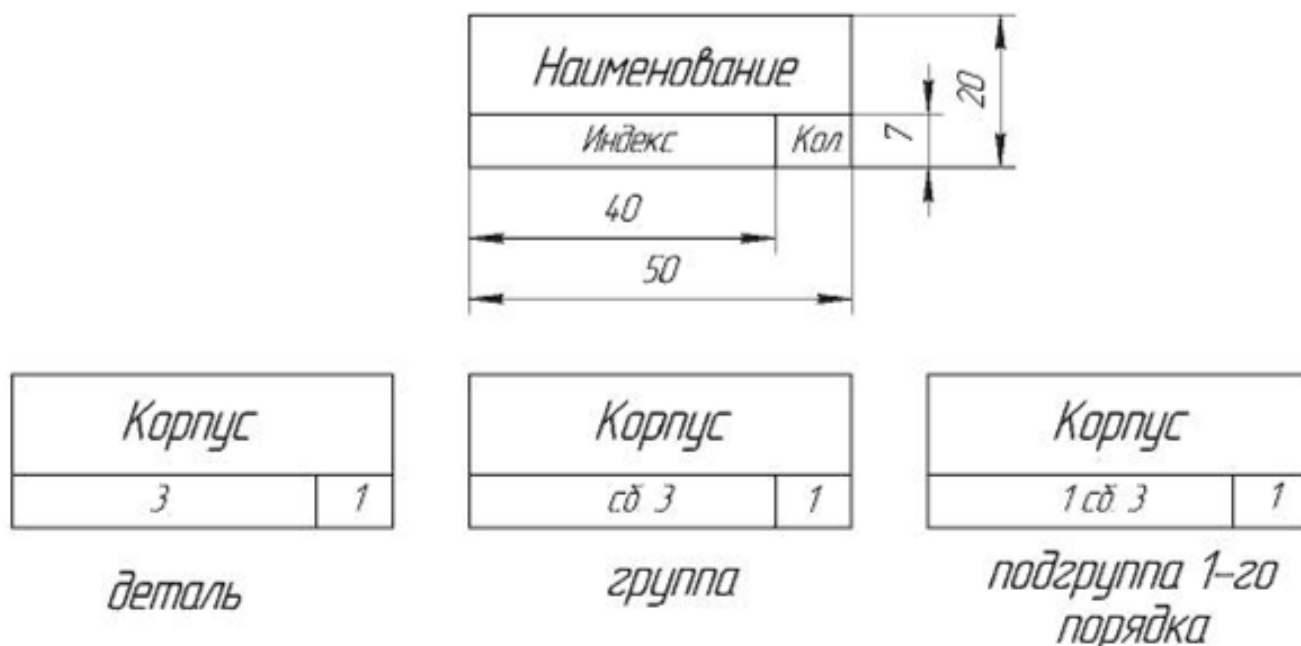 Наименование
Индекс Кол.
7
20
40
50
Корпус
3 1
деталь
Корпус
сб. 3 1
группа
Корпус
1 сб. 3 1
подгруппа 1-го
порядка